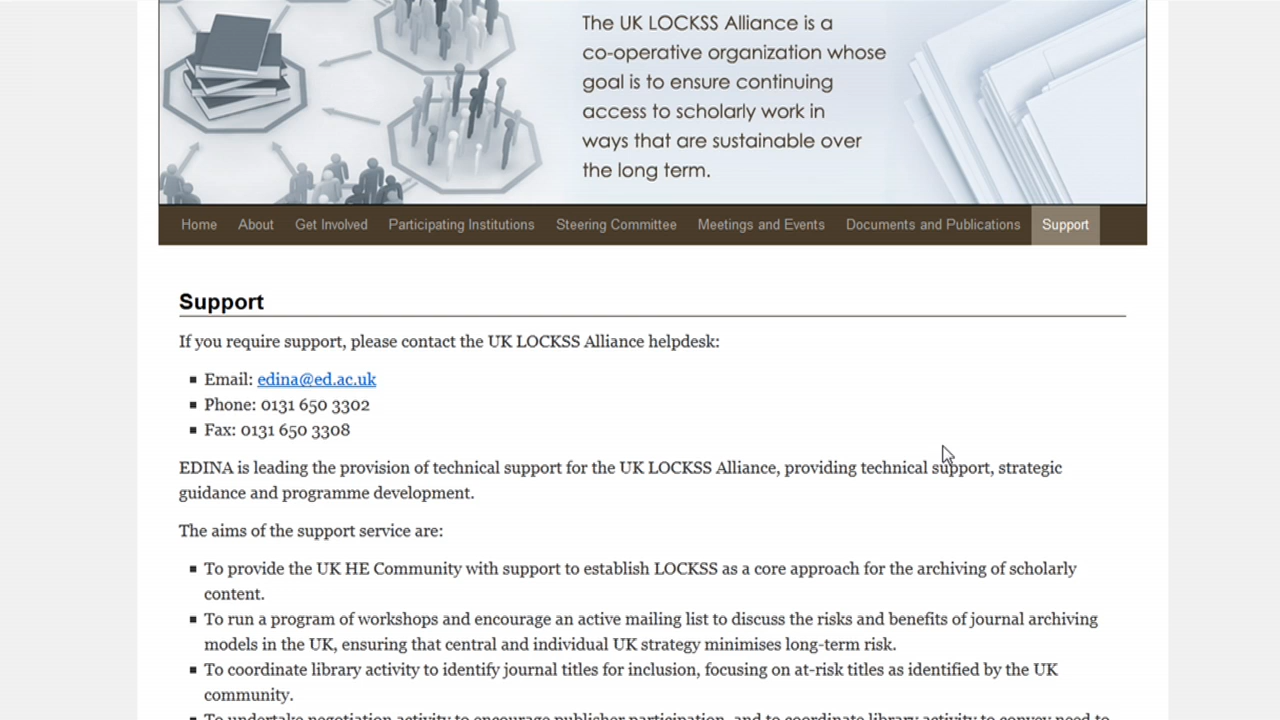 The UK LOCKSS Alliance is a
co-operative organization whose
goal is to ensure continuing
access to scholarly work in
ways that are sustainable over
the long term.
Home About Get Involved Participating Institutions Steering Committee Meetings and Events Documents and Publications Support
Support
If you require support, please contact the UK LOCKSS Alliance helpdesk:
Email: edina@ed.ac.uk
Phone: 0131 650 3302
Fax: 0131 650 3308
EDINA is leading the provision of technical support for the UK LOCKSS Alliance, providing technical support, strategic
guidance and programme development.
The aims of the support service are:
To provide the UK HE Community with support to establish LOCKSS as a core approach for the archiving of scholarly
content.
To run a program of workshops and encourage an active mailing list to discuss the risks and benefits of journal archiving
models in the UK, ensuring that central and individual UK strategy minimises long-term risk.
To coordinate library activity to identify journal titles for inclusion, focusing on at-risk titles as identified by the UK
community.
To undertake negotiation activity to encourage publisher participation, and to coordinate library activity to convey need to